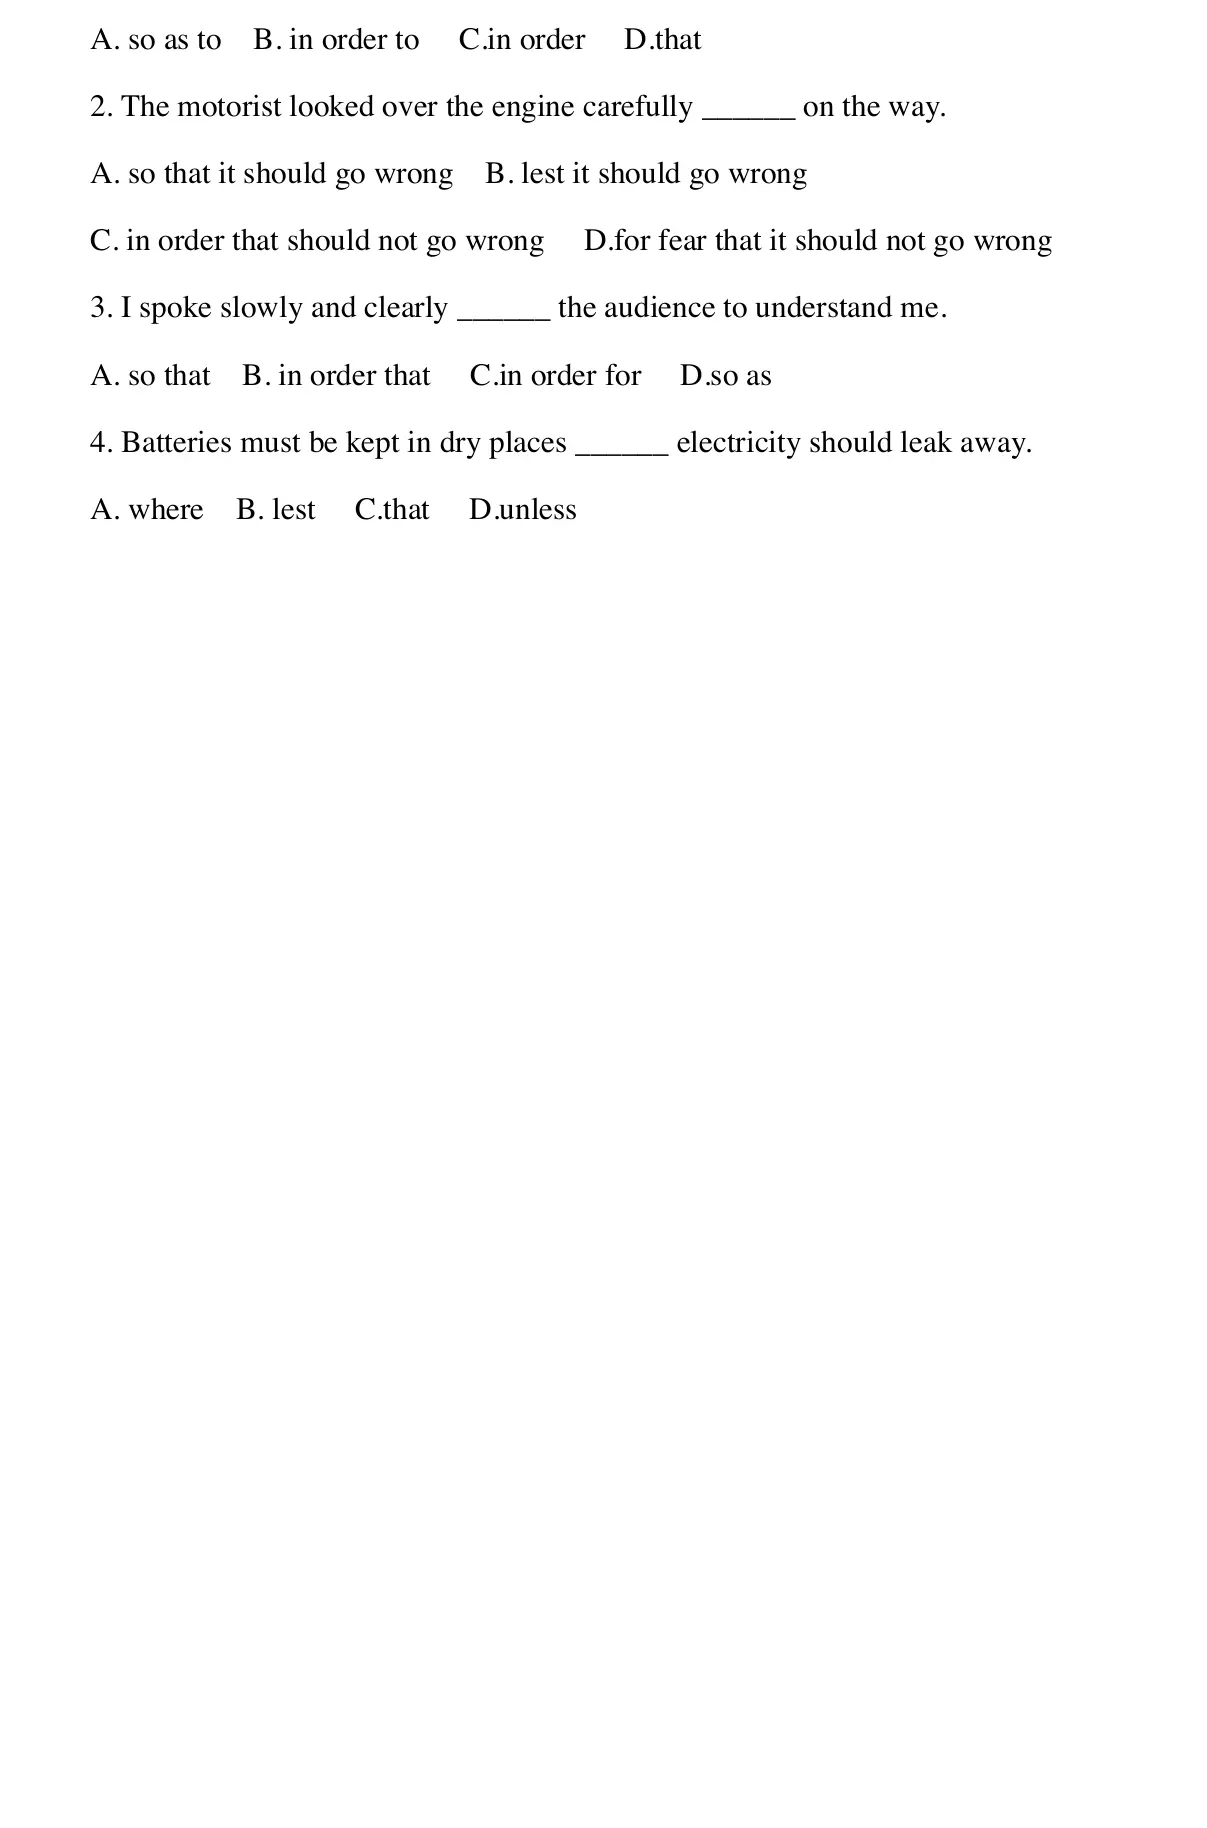 A. so as to B. in order to C.in order D.that
2. The motorist looked over the engine carefully ______ on the way.
A. so that it should go wrong B. lest it should go wrong
C. in order that should not go wrong D.for fear that it should not go wrong
3. I spoke slowly and clearly ______ the audience to understand me.
A. so that B. in order that C.in order for D.so as
4. Batteries must be kept in dry places ______ electricity should leak away.
A. where B. lest C.that D.unless